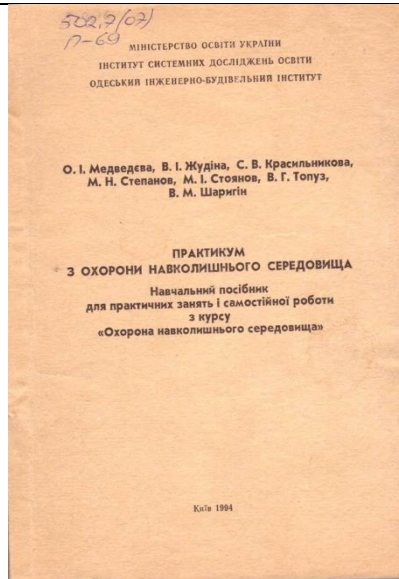 502.7(07)
П-69
МІНІСТЕРСТВО ОСВІТИ УКРАЇНИ
ІНСТИТУТ СИСТЕМНИХ ДОСЛІДЖЕНЬ ОСВІТИ
ОДЕСЬКИЙ ІНЖЕНЕРНО-БУДІВЕЛЬНИЙ ІНСТИТУТ
О. І. Медведєва, В. І. Жудіна, С. В. Красильникова,
М. Н. Степанов, М. І. Стоянов, В. Г. Топуз,
В. М. Шаригін
ПРАКТИКУМ
З ОХОРОНИ НАВКОЛИШНЬОГО СЕРЕДОВИЩА
Навчальний посібник
для практичних занять і самостійної роботи
з курсу
«Охорона навколишнього середовища»
Київ 1994